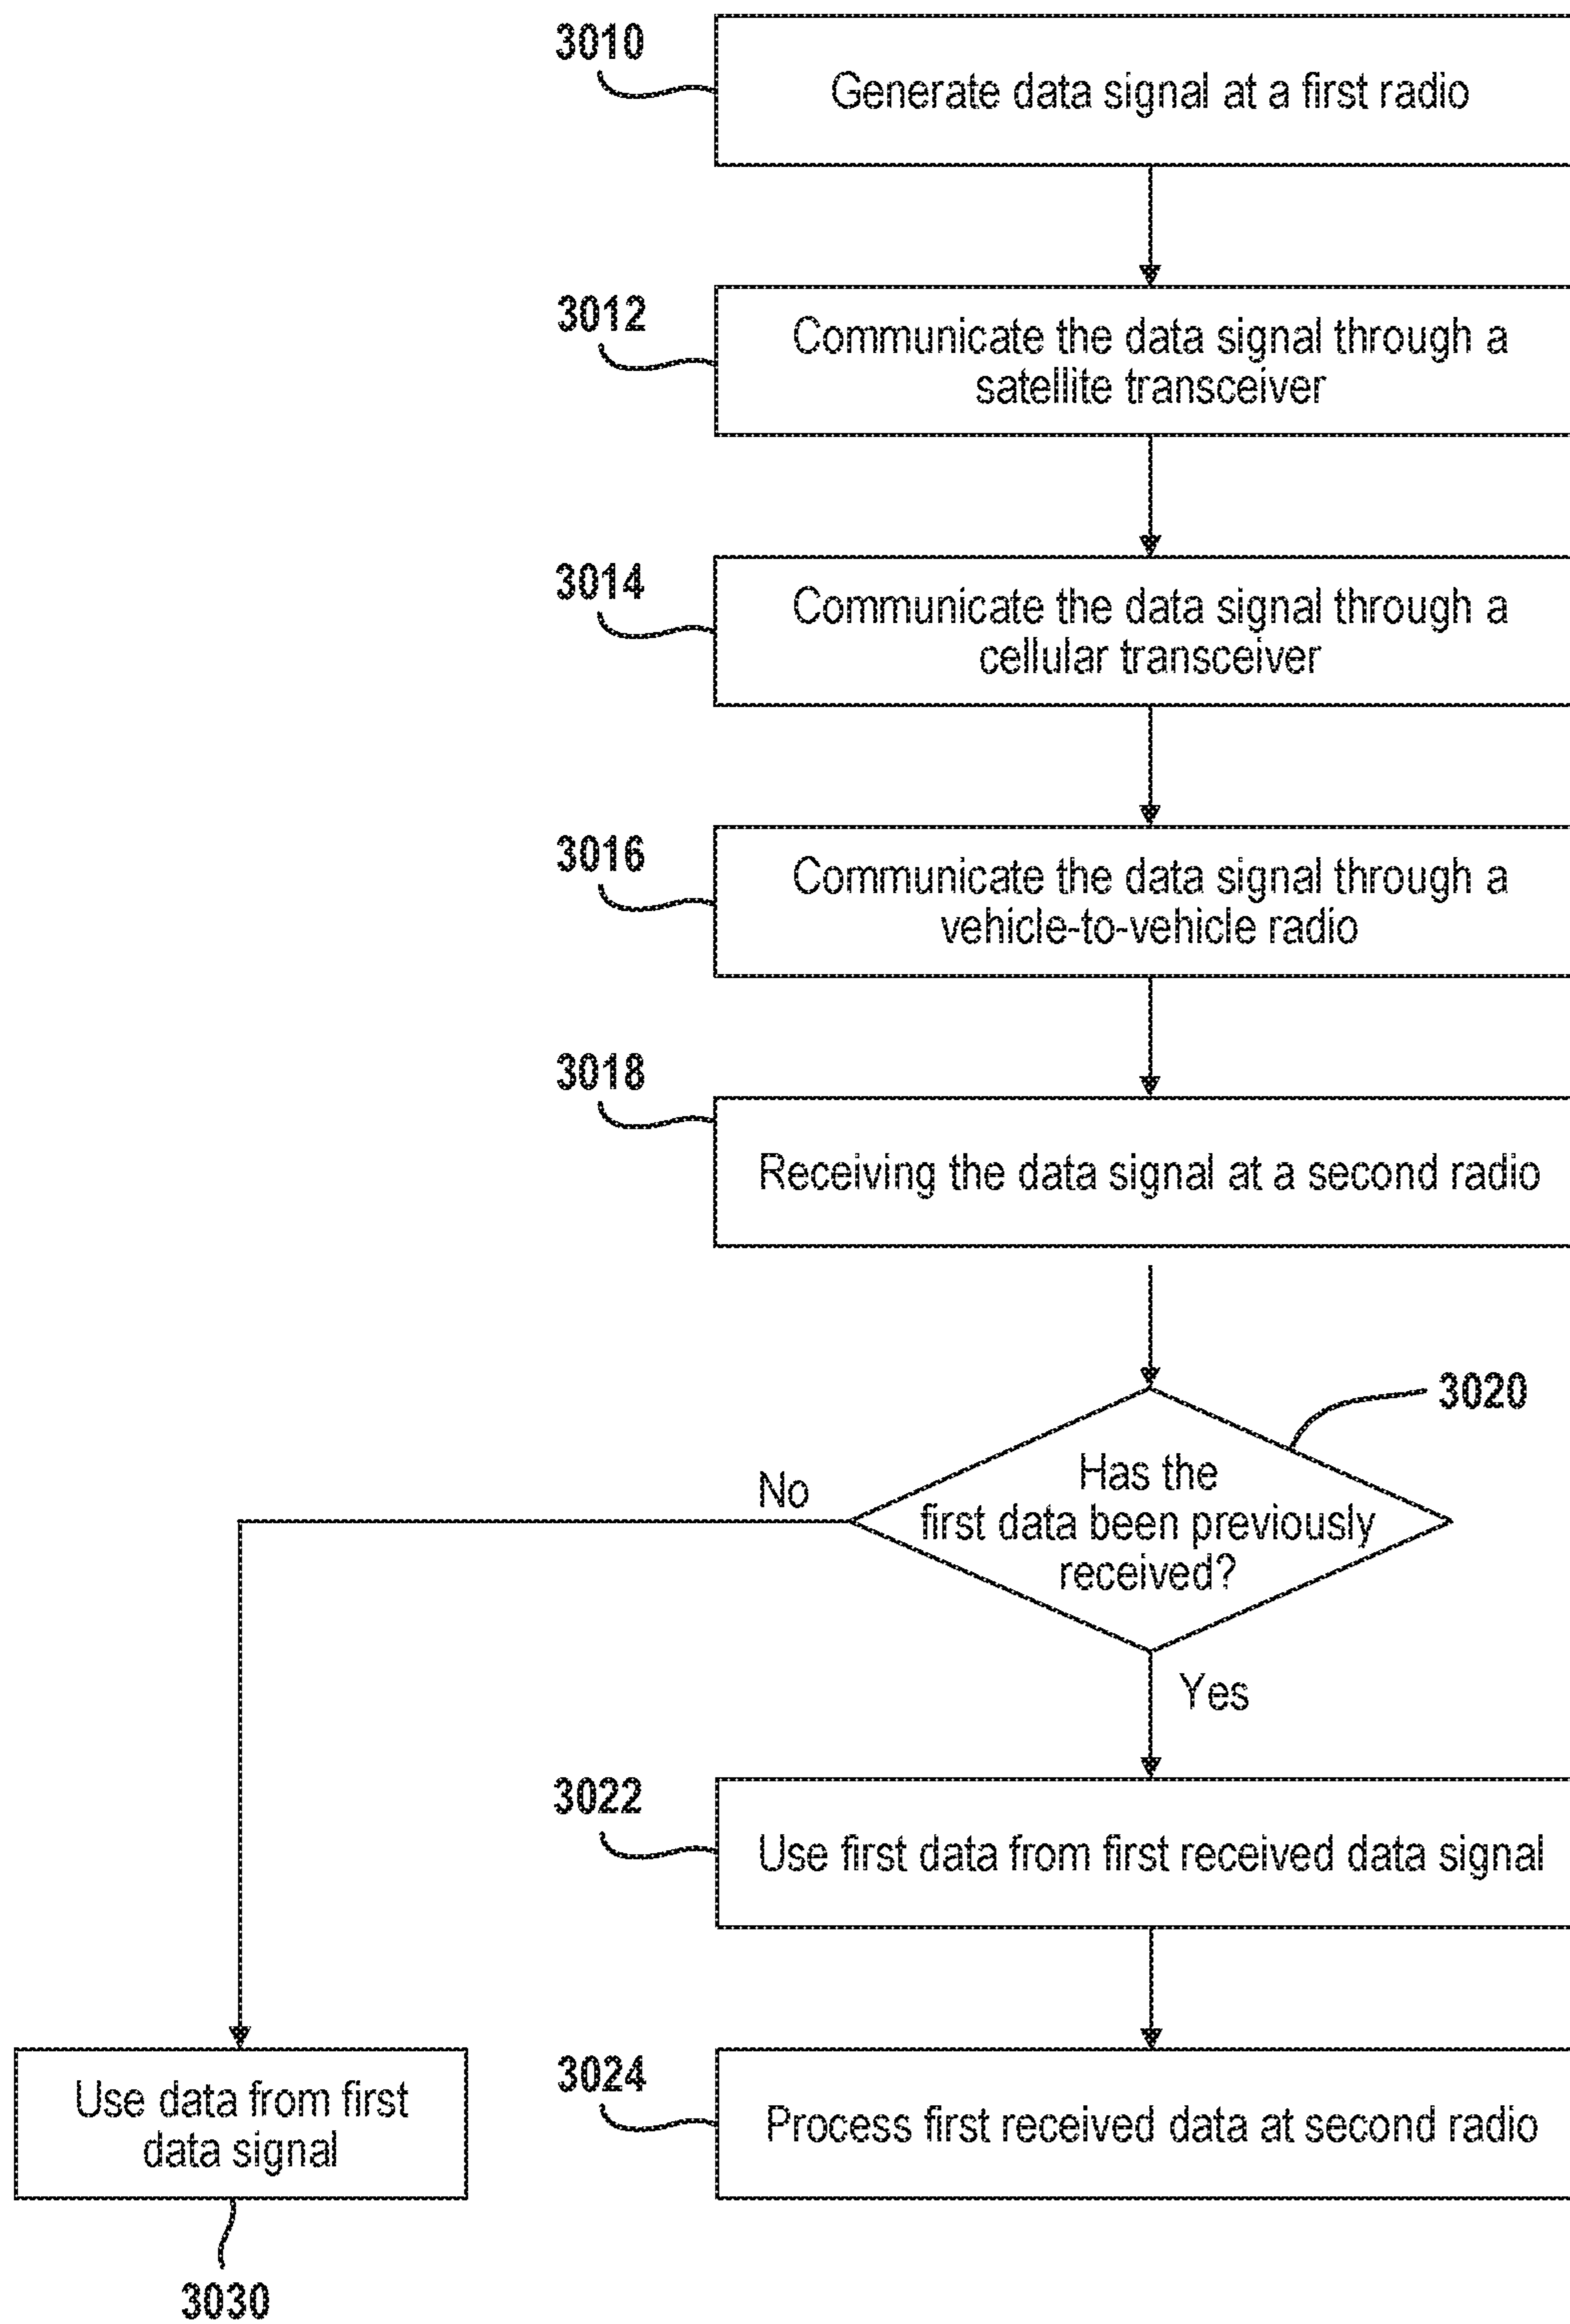 3010
Generate data signal at a first radio
3012
Communicate the data signal through a
satellite transceiver
3014
Communicate the data signal through a
cellular transceiver
3016
Communicate the data signal through a
vehicle-to-vehicle radio
3018
Receiving the data signal at a second radio
3020
Has the
first data been previously
received?
No
Yes
3022
Use first data from first received data signal
3024
Process first received data at second radio
Use data from first
data signal
3030